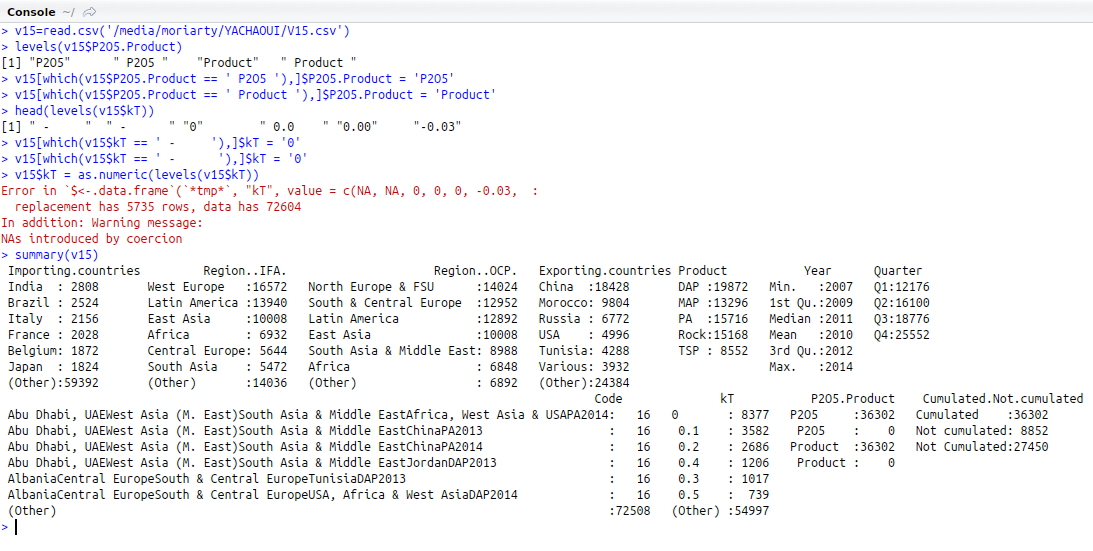 Console ~/
> v15=read.csv('/media/moriarty/YACHAOUI/V15.csv')
> levels(v15$P2O5.Product)
[1] "P2O5"      " P2O5 "    "Product"   " Product "
> v15[which(v15$P2O5.Product == ' P2O5 '),]$P2O5.Product = 'P2O5'
> v15[which(v15$P2O5.Product == ' Product '),]$P2O5.Product = 'Product'
> head(levels(v15$kT))
[1] " -     "  " -      " "0"        " 0.0    " "0.00"     "-0.03"
> v15[which(v15$kT == ' -     '),]$kT = '0'
> v15[which(v15$kT == ' -      '),]$kT = '0'
> v15$kT = as.numeric(levels(v15$kT))
Error in `$<-.data.frame`(`*tmp*`, "kT", value = c(NA, NA, 0, 0, 0, -0.03,  :
  replacement has 5735 rows, data has 72604
In addition: Warning message:
NAs introduced by coercion
> summary(v15)
Importing.countries         Region..IFA.                     Region..OCP.   Exporting.countries Product           Year      Quarter
India  : 2808       West Europe   :16572   North Europe & FSU      :14024   China  :18428       DAP :19872   Min.   :2007   Q1:12176
Brazil : 2524       Latin America :13940   South & Central Europe  :12952   Morocco: 9804       MAP :13296   1st Qu.:2009   Q2:16100
Italy  : 2156       East Asia     :10008   Latin America           :12892   Russia : 6772       PA  :15716   Median :2011   Q3:18776
France : 2028       Africa        : 6932   East Asia               :10008   USA    : 4996       Rock:15168   Mean   :2010   Q4:25552
Belgium: 1872       Central Europe: 5644   South Asia & Middle East: 8988   Tunisia: 4288       TSP : 8552   3rd Qu.:2012
Japan  : 1824       South Asia    : 5472   Africa                  : 6848   Various: 3932                    Max.   :2014
(Other):59392       (Other)       :14036   (Other)                 : 6892   (Other):24384
Code              kT           P2O5.Product    Cumulated.Not.cumulated
Abu Dhabi, UAEWest Asia (M. East)South Asia & Middle EastAfrica, West Asia & USAPA2014:   16   0       : 8377   P2O5     :36302   Cumulated    :36302
Abu Dhabi, UAEWest Asia (M. East)South Asia & Middle EastChinaPA2013                  :   16   0.1     : 3582    P2O5    :    0   Not cumulated: 8852
Abu Dhabi, UAEWest Asia (M. East)South Asia & Middle EastChinaPA2014                  :   16   0.2     : 2686   Product  :36302   Not Cumulated:27450
Abu Dhabi, UAEWest Asia (M. East)South Asia & Middle EastJordanDAP2013                :   16   0.4     : 1206    Product :    0
AlbaniaCentral EuropeSouth & Central EuropeTunisiaDAP2013                             :   16   0.3     : 1017
AlbaniaCentral EuropeSouth & Central EuropeUSA, Africa & West AsiaDAP2014             :   16   0.5     :  739
(Other)                                                                               :72508   (Other) :54997
>